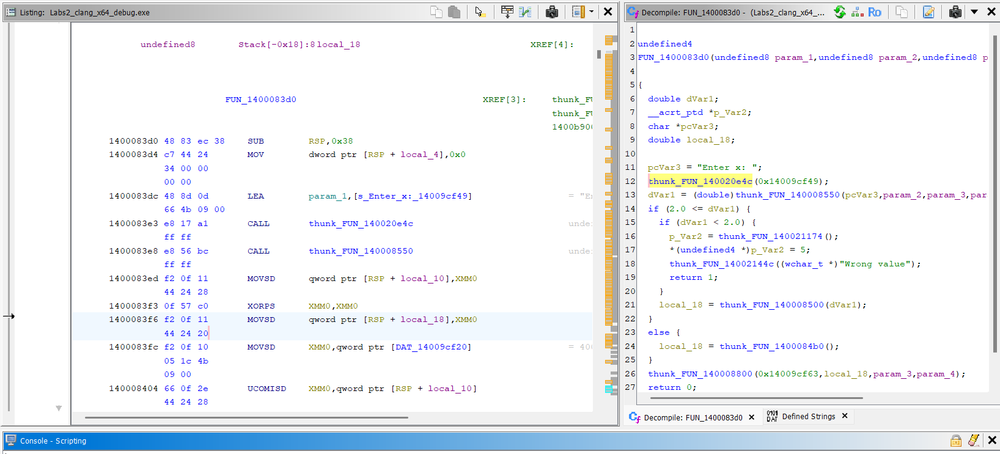 Listing: Labs2_clang_x64_debug.exe
undefined8 Stack[-0x18]:8 local_18 XREF[4]:
FUN_1400083d0 XREF[3]: thunk_FU
thunk_FU
1400b900
1400083d0 48 83 ec 38 SUB RSP,0x38
1400083d4 c7 44 24 MOV dword ptr [RSP + local_4],0x0
34 00 00
00 00
1400083dc 48 8d 0d LEA param_1,[s_Enter_x:_14009cf49] = "En
66 4b 09 00
1400083e3 e8 17 a1 CALL thunk_FUN_140020e4c unde
ff ff
1400083e8 e8 56 bc CALL thunk_FUN_140008550 unde
ff ff
1400083ed f2 0f 11 MOVSD qword ptr [RSP + local_10],XMM0
44 24 28
1400083f3 0f 57 c0 XORPS XMM0,XMM0
1400083f6 f2 0f 11 MOVSD qword ptr [RSP + local_18],XMM0
44 24 20
1400083fc f2 0f 10 MOVSD XMM0,qword ptr [DAT_14009cf20] = 400
05 1c 4b
09 00
140008404 66 0f 2e UCOMISD XMM0,qword ptr [RSP + local_10]
44 24 28
Decompile: FUN_1400083d0 - (Labs2_clang_x64_...
Ro
1
2 undefined4
3 FUN_1400083d0(undefined8 param_1,undefined8 param_2,undefined8 p
4
5 {
6 double dVar1;
7 __acrt_ptd *p_Var2;
8 char *pcVar3;
9 double local_18;
10
11 pcVar3 = "Enter x: ";
12 thunk_FUN_140020e4c(0x14009cf49);
13 dVar1 = (double)thunk_FUN_140008550(pcVar3,param_2,param_3,par
14 if (2.0 <= dVar1) {
15 if (dVar1 < 2.0) {
16 p_Var2 = thunk_FUN_140021174();
17 *(undefined4 *)p_Var2 = 5;
18 thunk_FUN_14002144c((wchar_t *)"Wrong value");
19 return 1;
20 }
21 local_18 = thunk_FUN_140008500(dVar1);
22 }
23 else {
24 local_18 = thunk_FUN_1400084b0();
25 }
26 thunk_FUN_140008800(0x14009cf63,local_18,param_3,param_4);
27 return 0;
Decompile: FUN_1400083d0
Defined Strings
Console - Scripting